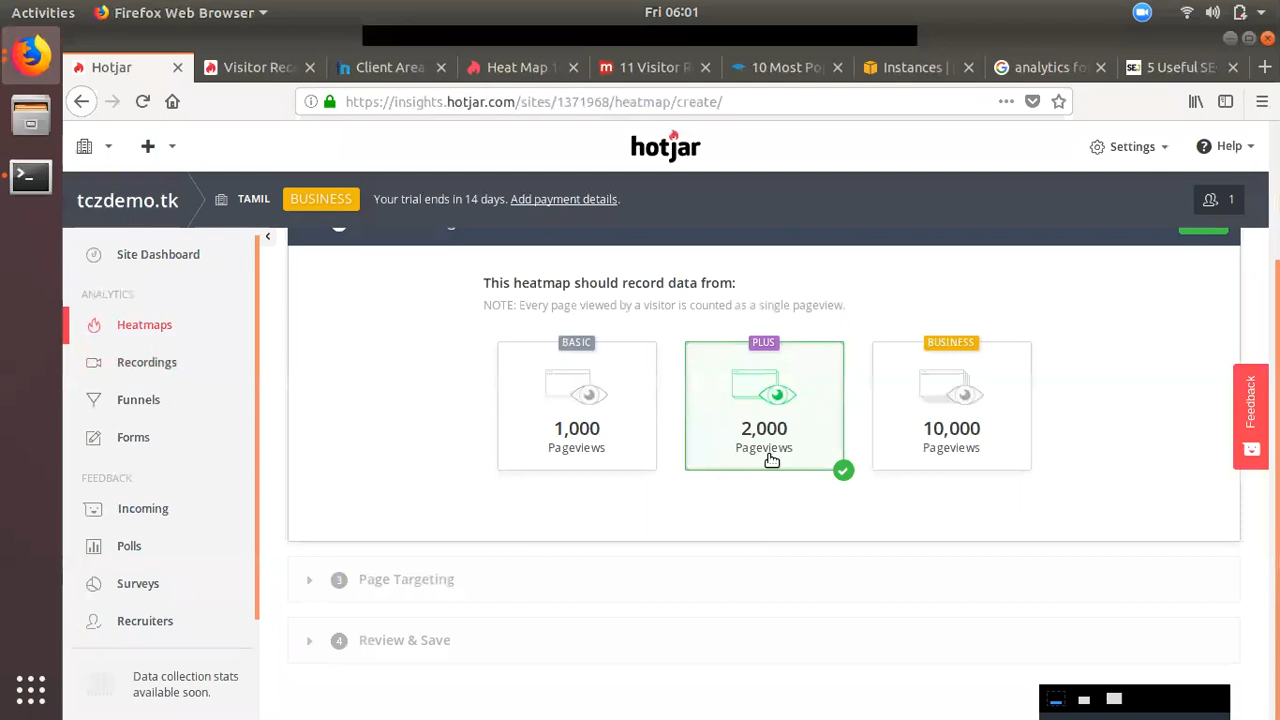 Activities Firefox Web Browser Fri 06:01
Hotjar Visitor Rec Client Area Heat Map 1 11 Visitor R 10 Most Po Instances | analytics fo 5 Useful SE
https://insights.hotjar.com/sites/1371968/heatmap/create/
hotjar Settings Help
tczdemo.tk TAMIL BUSINESS Your trial ends in 14 days. Add payment details. 1
Site Dashboard
ANALYTICS
Heatmaps
Recordings
Funnels
Forms
FEEDBACK
Incoming
Polls
Surveys
Recruiters
Data collection stats
available soon.
This heatmap should record data from:
NOTE: Every page viewed by a visitor is counted as a single pageview.
BASIC PLUS BUSINESS
1,000 2,000 10,000
Pageviews Pageviews Pageviews
3 Page Targeting
4 Review & Save
Feedback